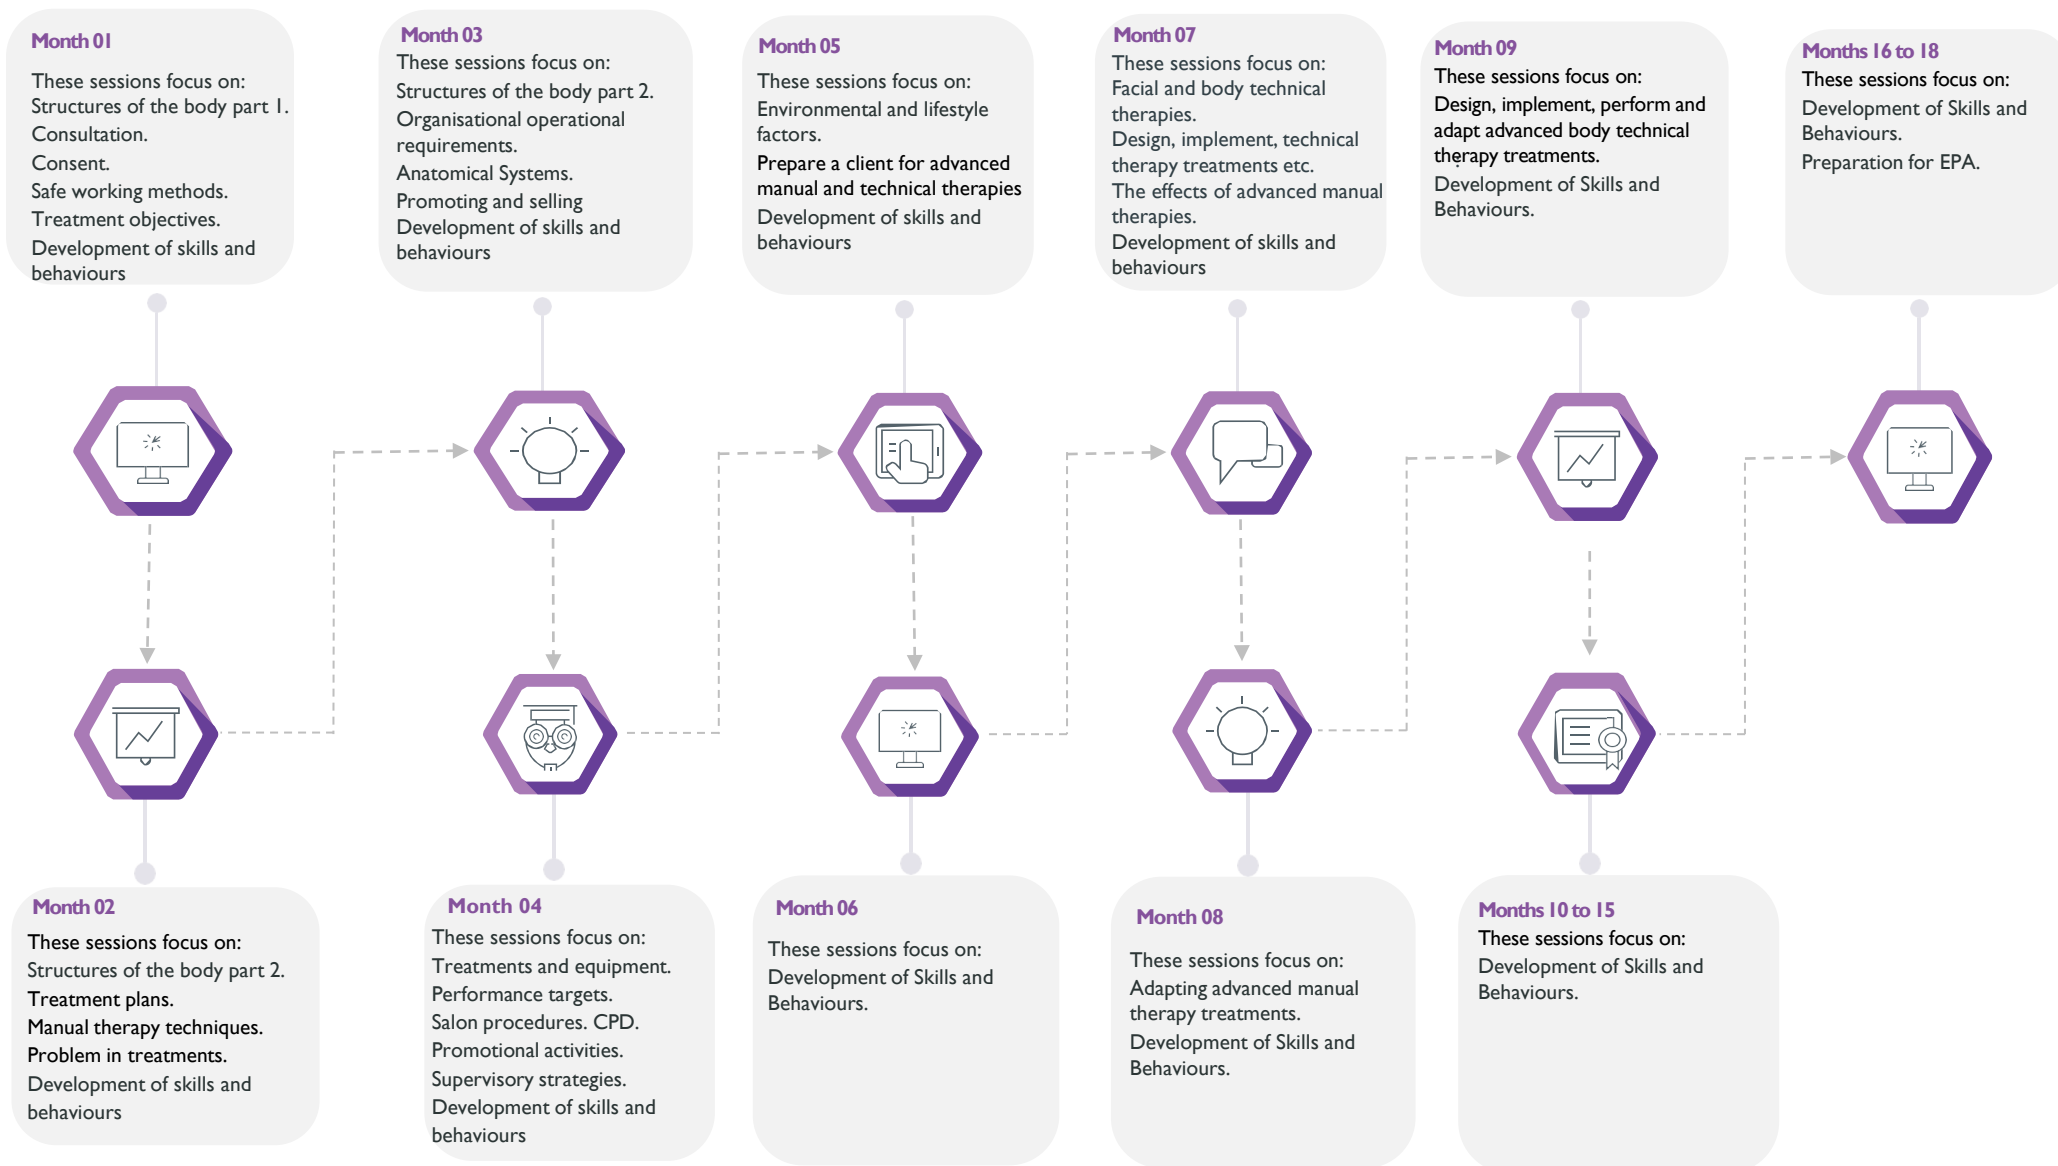 Month 01
These sessions focus on:
Structures of the body part 1.
Consultation.
Consent.
Safe working methods.
Treatment objectives.
Development of skills and
behaviours
Month 03
These sessions focus on:
Structures of the body part 2.
Organisational operational
requirements.
Anatomical Systems.
Promoting and selling
Development of skills and
behaviours
Month 05
These sessions focus on:
Environmental and lifestyle
factors.
Prepare a client for advanced
manual and technical therapies
Development of skills and
behaviours
Month 07
These sessions focus on:
Facial and body technical
therapies.
Design, implement, technical
therapy treatments etc.
The effects of advanced manual
therapies.
Development of skills and
behaviours
Month 09
These sessions focus on:
Design, implement, perform and
adapt advanced body technical
therapy treatments.
Development of Skills and
Behaviours.
Months 16 to 18
These sessions focus on:
Development of Skills and
Behaviours.
Preparation for EPA.
Month 02
These sessions focus on:
Structures of the body part 2.
Treatment plans.
Manual therapy techniques.
Problem in treatments.
Development of skills and
behaviours
Month 04
These sessions focus on:
Treatments and equipment.
Performance targets.
Salon procedures. CPD.
Promotional activities.
Supervisory strategies.
Development of skills and
behaviours
Month 06
These sessions focus on:
Development of Skills and
Behaviours.
Month 08
These sessions focus on:
Adapting advanced manual
therapy treatments.
Development of Skills and
Behaviours.
Months 10 to 15
These sessions focus on:
Development of Skills and
Behaviours.